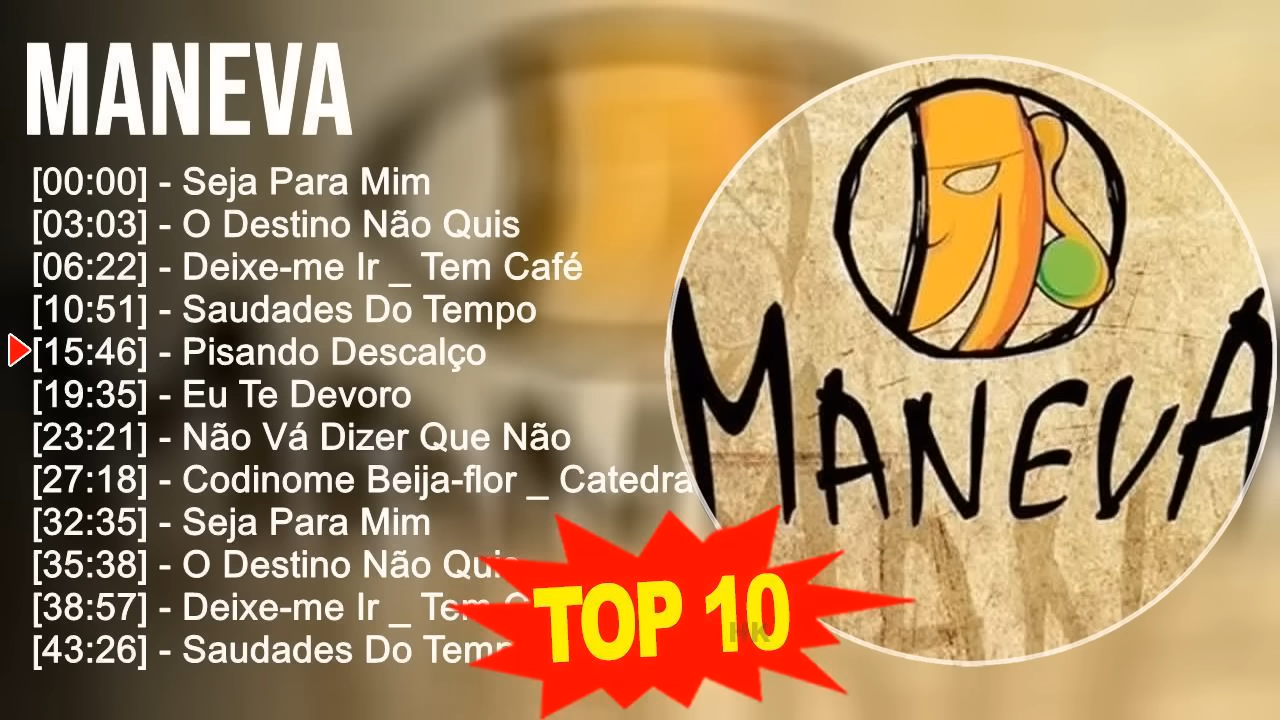 MANEVA
[00:00] - Seja Para Mim
[03:03] - O Destino Não Quis
[06:22] - Deixe-me Ir _ Tem Café
[10:51] - Saudades Do Tempo
[15:46] - Pisando Descalço
[19:35] - Eu Te Devoro
[23:21] - Não Vá Dizer Que Não
[27:18] - Codinome Beija-flor _ Catedra
[32:35] - Seja Para Mim
[35:38] - O Destino Não Quis
[38:57] - Deixe-me Ir _ Tem
[43:26] - Saudades Do Temp
MANEVA
TOP 10